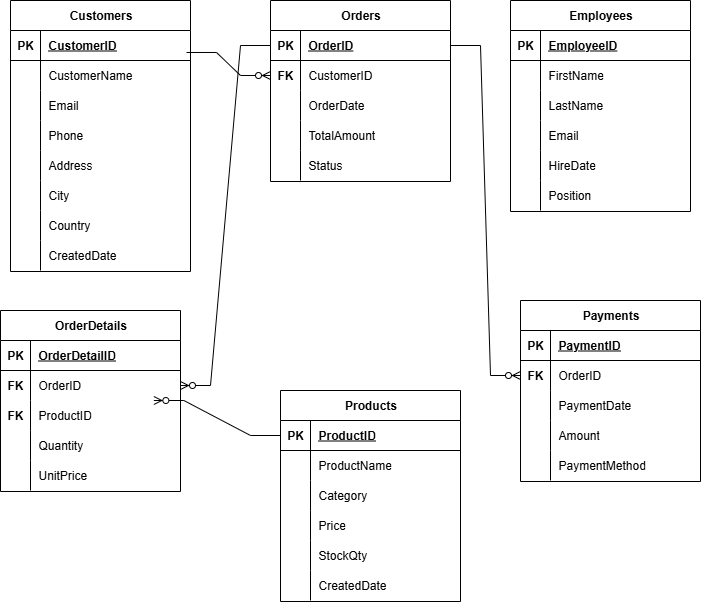 Customers
PK CustomerID
CustomerName
Email
Phone
Address
City
Country
CreatedDate
Orders
PK OrderID
FK CustomerID
OrderDate
TotalAmount
Status
Employees
PK EmployeeID
FirstName
LastName
Email
HireDate
Position
OrderDetails
PK OrderDetailID
FK OrderID
FK ProductID
Quantity
UnitPrice
Products
PK ProductID
ProductName
Category
Price
StockQty
CreatedDate
Payments
PK PaymentID
FK OrderID
PaymentDate
Amount
PaymentMethod